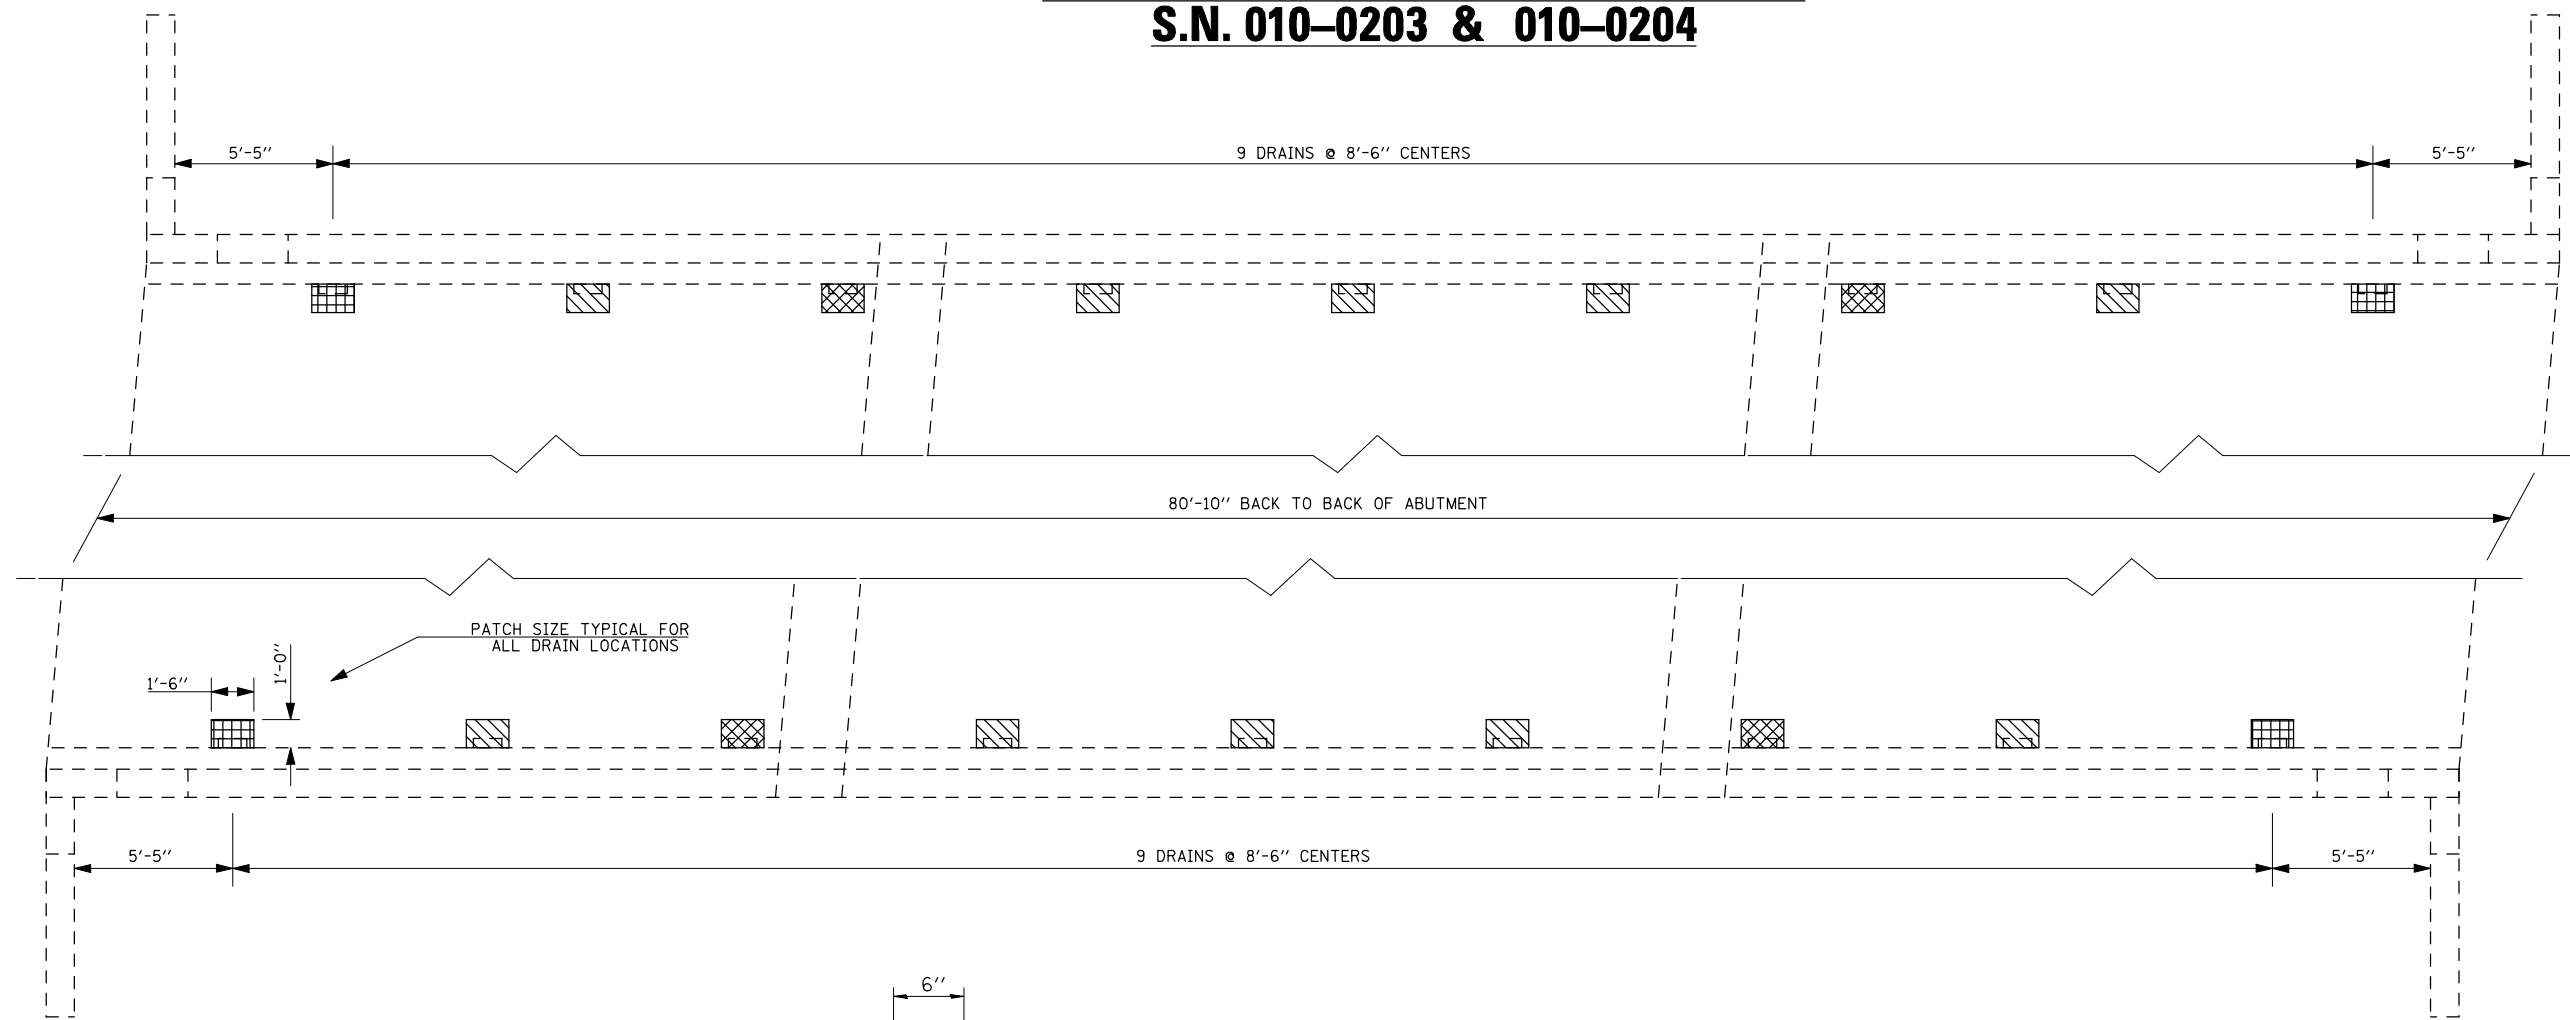 S.N. 010–0203 & 010–0204
5'-5"
9 DRAINS @ 8'-6" CENTERS
5'-5"
80'-10" BACK TO BACK OF ABUTMENT
PATCH SIZE TYPICAL FOR
ALL DRAIN LOCATIONS
1'-6"
1'-0"
5'-5"
9 DRAINS @ 8'-6" CENTERS
5'-5"
6"